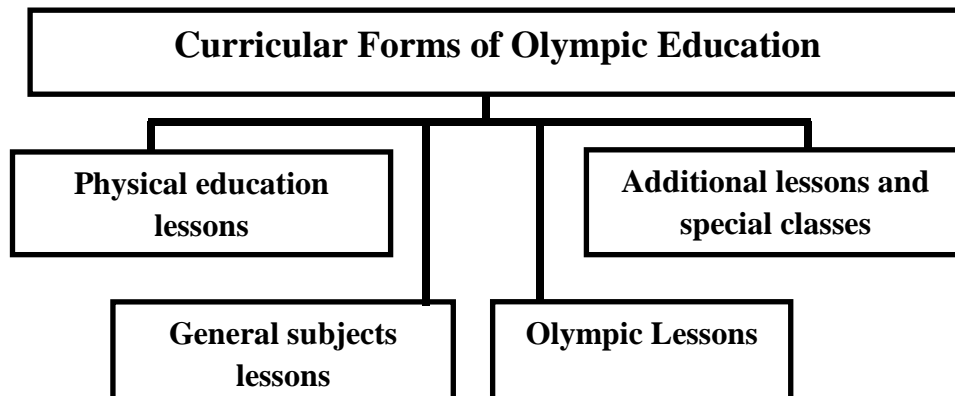 Curricular Forms of Olympic Education
Physical education
lessons
Additional lessons and
special classes
General subjects
lessons
Olympic Lessons